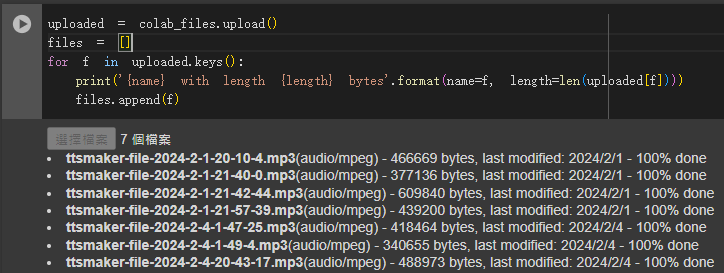 uploaded = colab_files.upload()
files = []
for f in uploaded.keys():
    print('{name} with length {length} bytes'.format(name=f, length=len(uploaded[f])))
    files.append(f)
選擇檔案 7 個檔案
• ttsmaker-file-2024-2-1-20-10-4.mp3(audio/mpeg) - 466669 bytes, last modified: 2024/2/1 - 100% done
• ttsmaker-file-2024-2-1-21-40-0.mp3(audio/mpeg) - 377136 bytes, last modified: 2024/2/1 - 100% done
• ttsmaker-file-2024-2-1-21-42-44.mp3(audio/mpeg) - 609840 bytes, last modified: 2024/2/1 - 100% done
• ttsmaker-file-2024-2-1-21-57-39.mp3(audio/mpeg) - 439200 bytes, last modified: 2024/2/1 - 100% done
• ttsmaker-file-2024-2-4-1-47-25.mp3(audio/mpeg) - 418464 bytes, last modified: 2024/2/4 - 100% done
• ttsmaker-file-2024-2-4-1-49-4.mp3(audio/mpeg) - 340655 bytes, last modified: 2024/2/4 - 100% done
• ttsmaker-file-2024-2-4-20-43-17.mp3(audio/mpeg) - 488973 bytes, last modified: 2024/2/4 - 100% done